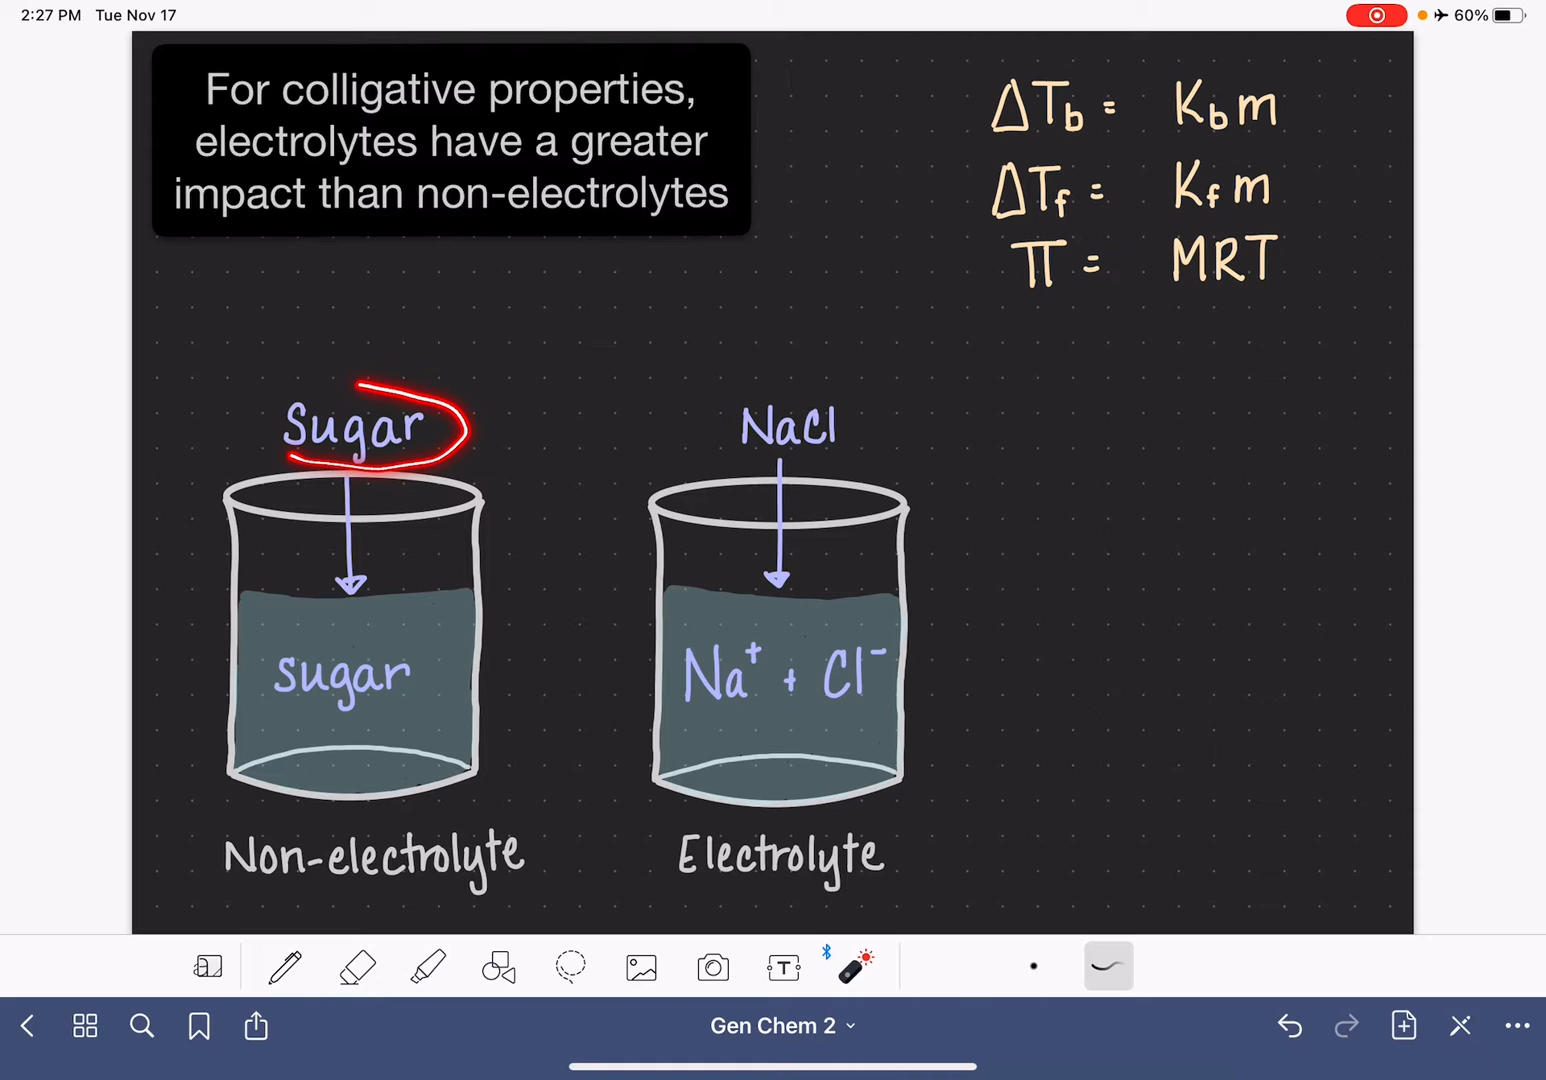 2:27 PM Tue Nov 17
60%
For colligative properties,
electrolytes have a greater
impact than non-electrolytes
ΔTb = Kb m
ΔTf = Kf m
π = MRT
Sugar
NaCl
sugar
Na⁺ + Cl⁻
Non-electrolyte
Electrolyte
T
Gen Chem 2